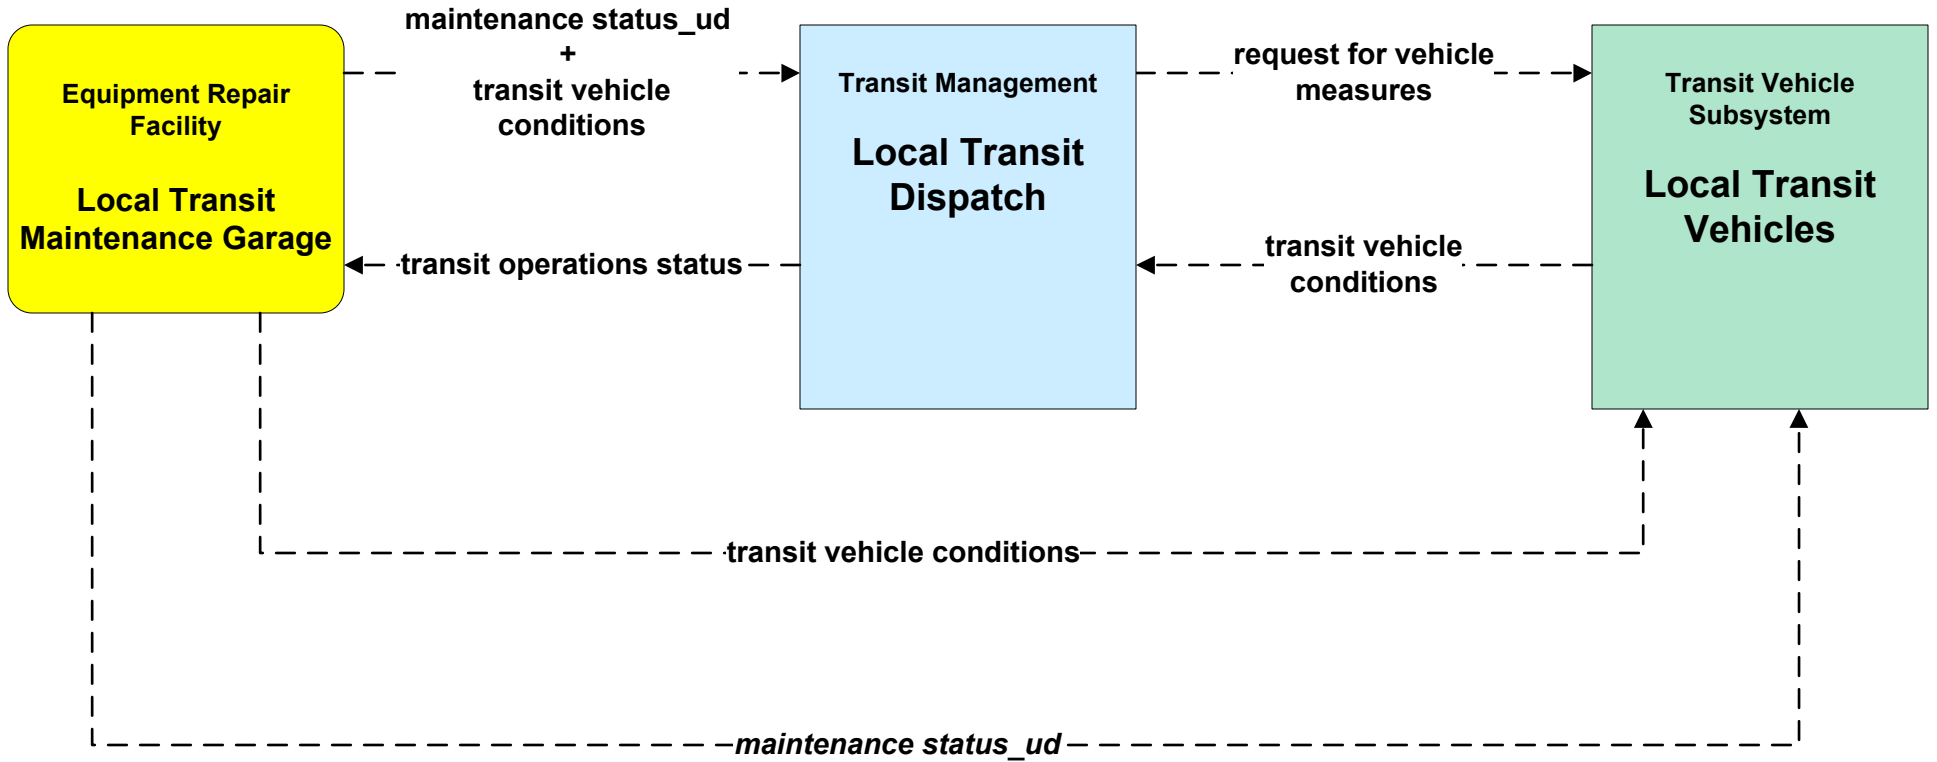 maintenance status_ud
+
transit vehicle
conditions
request for vehicle
measures
Equipment Repair
Facility
Local Transit
Maintenance Garage
Transit Management
Local Transit
Dispatch
Transit Vehicle
Subsystem
Local Transit
Vehicles
transit operations status
transit vehicle
conditions
transit vehicle conditions
maintenance status_ud